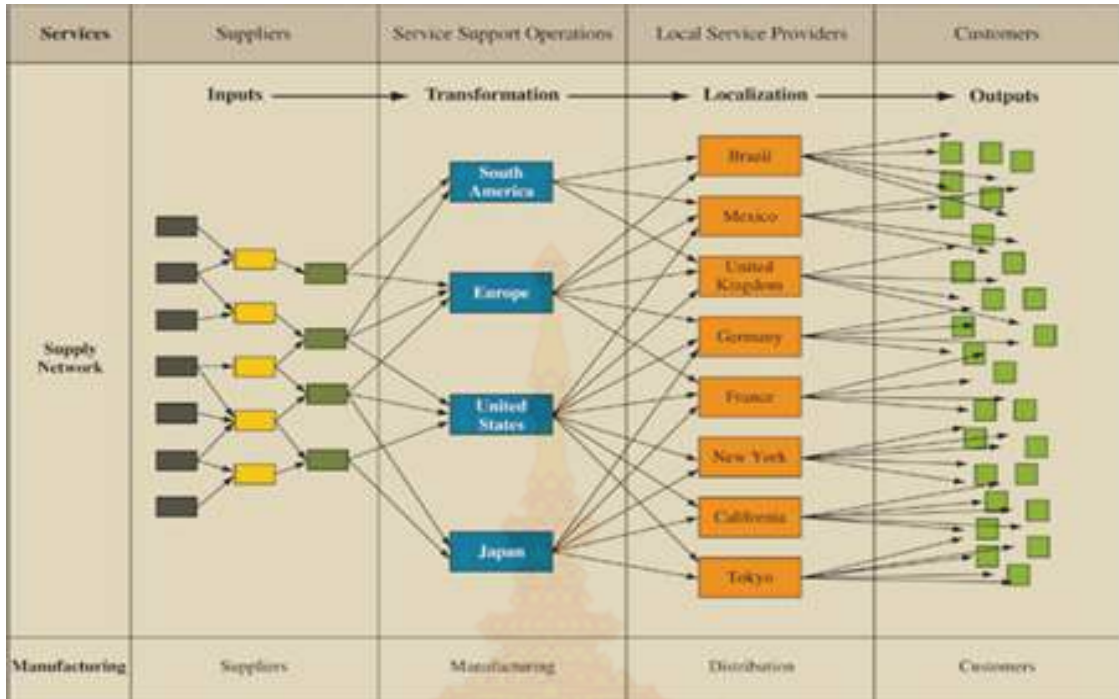 Services Suppliers Service Support Operations Local Service Providers Customers
Inputs Transformation Localization Outputs
South
America
Europe
United
States
Japan
Brazil
Mexico
United
Kingdom
Germany
France
New York
California
Tokyo
Supply
Network
Manufacturing Suppliers Manufacturing Distribution Customers